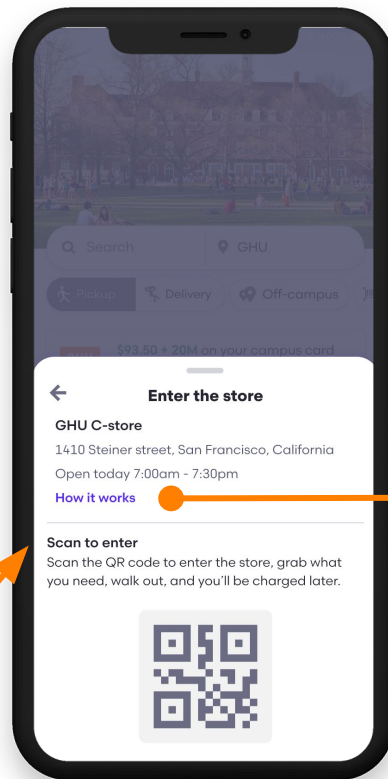 Search
GHU
Pickup
Delivery
Off-campus
$93.50 + 20M on your campus card
Enter the store
GHU C-store
1410 Steiner street, San Francisco, California
Open today 7:00am - 7:30pm
How it works
Scan to enter
Scan the QR code to enter the store, grab what
you need, walk out, and you’ll be charged later.